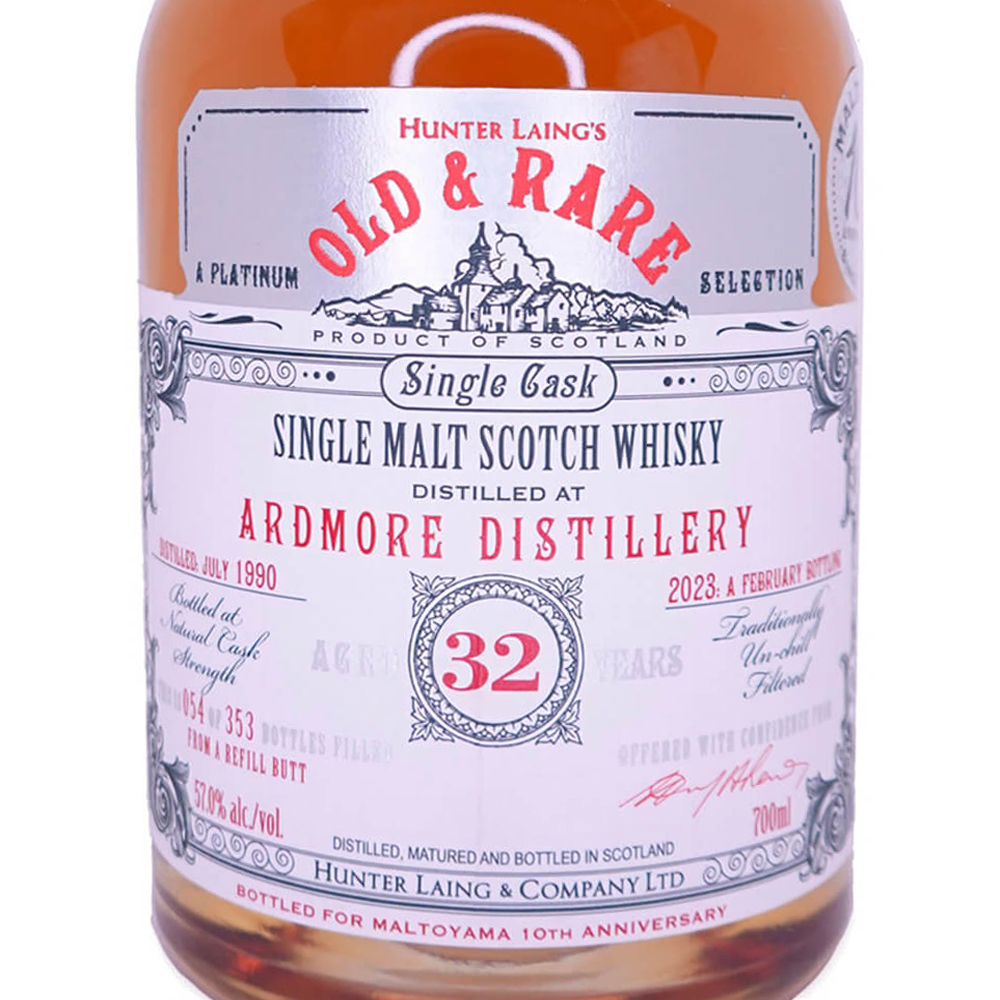 HUNTER LAING'S
OLD & RARE
A PLATINUM
SELECTION
PRODUCT OF SCOTLAND
Single Cask
SINGLE MALT SCOTCH WHISKY
DISTILLED AT
ARDMORE DISTILLERY
DISTILLED: JULY 1990
2023: A FEBRUARY BOTTLING
Bottled at
Natural Cask
Strength
Traditionally
Un-chill
Filtered
AGED 32 YEARS
THIS IS 054 OF 353 BOTTLES FILLED
FROM A REFILL BUTT
57.0% alc./vol.
OFFERED WITH CONFIDENCE FROM
700ml
DISTILLED, MATURED AND BOTTLED IN SCOTLAND
HUNTER LAING & COMPANY LTD
BOTTLED FOR MALTOYAMA 10TH ANNIVERSARY